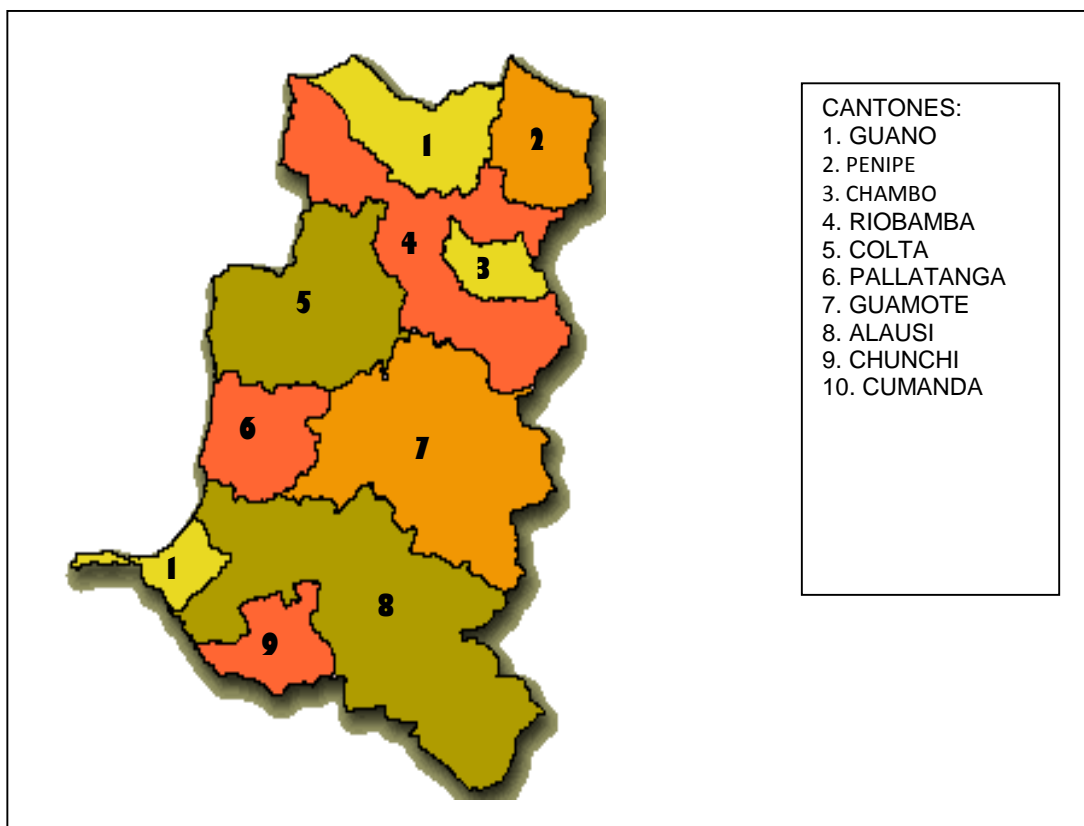 CANTONES:
1. GUANO
2. PENIPE
3. CHAMBO
4. RIOBAMBA
5. COLTA
6. PALLATANGA
7. GUAMOTE
8. ALAUSI
9. CHUNCHI
10. CUMANDA
1
2
4
3
5
6
7
1
8
9